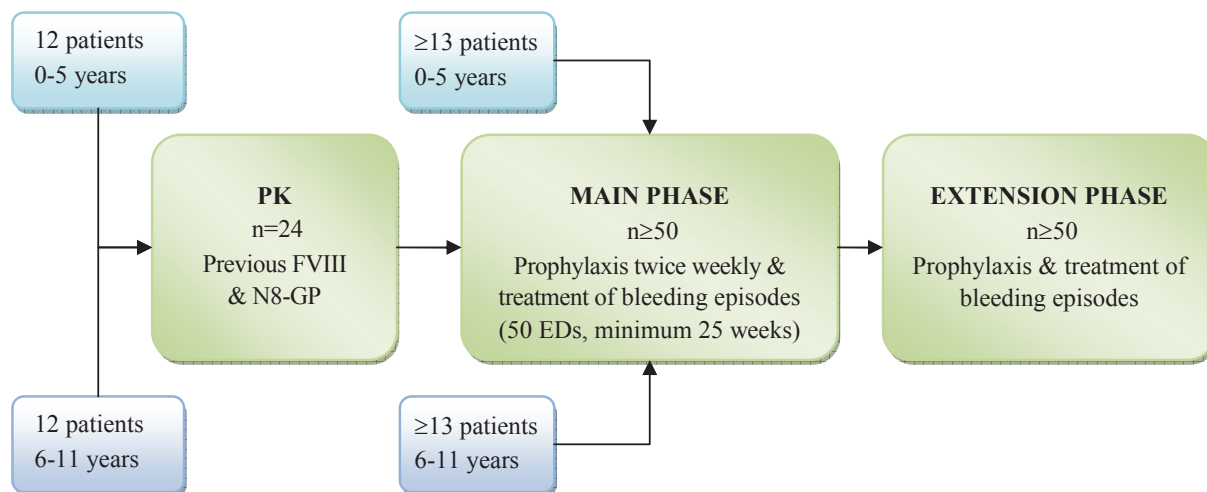 12 patients
0-5 years
≥13 patients
0-5 years
PK
n=24
Previous FVIII
& N8-GP
MAIN PHASE
n≥50
Prophylaxis twice weekly &
treatment of bleeding episodes
(50 EDs, minimum 25 weeks)
EXTENSION PHASE
n≥50
Prophylaxis & treatment of
bleeding episodes
12 patients
6-11 years
≥13 patients
6-11 years